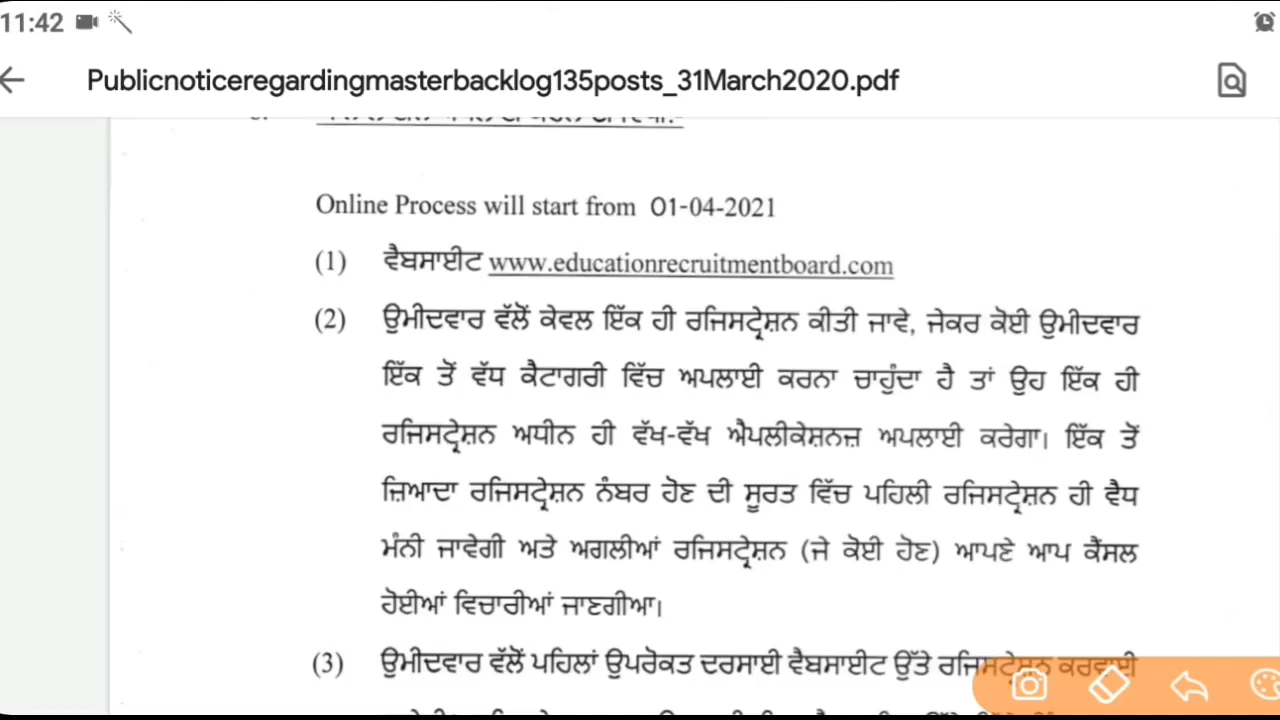 11:42
Publicnoticeregardingmasterbacklog135posts_31March2020.pdf
Online Process will start from 01-04-2021
(1) ਵੈਬਸਾਈਟ www.educationrecruitmentboard.com
(2) ਉਮੀਦਵਾਰ ਵੱਲੋਂ ਕੇਵਲ ਇੱਕ ਹੀ ਰਜਿਸਟ੍ਰੇਸ਼ਨ ਕੀਤੀ ਜਾਵੇ, ਜੇਕਰ ਕੋਈ ਉਮੀਦਵਾਰ
ਇੱਕ ਤੋਂ ਵੱਧ ਕੈਟਾਗਰੀ ਵਿੱਚ ਅਪਲਾਈ ਕਰਨਾ ਚਾਹੁੰਦਾ ਹੈ ਤਾਂ ਉਹ ਇੱਕ ਹੀ
ਰਜਿਸਟ੍ਰੇਸ਼ਨ ਅਧੀਨ ਹੀ ਵੱਖ-ਵੱਖ ਐਪਲੀਕੇਸ਼ਨਜ਼ ਅਪਲਾਈ ਕਰੇਗਾ। ਇੱਕ ਤੋਂ
ਜ਼ਿਆਦਾ ਰਜਿਸਟ੍ਰੇਸ਼ਨ ਨੰਬਰ ਹੋਣ ਦੀ ਸੂਰਤ ਵਿੱਚ ਪਹਿਲੀ ਰਜਿਸਟ੍ਰੇਸ਼ਨ ਹੀ ਵੈਧ
ਮੰਨੀ ਜਾਵੇਗੀ ਅਤੇ ਅਗਲੀਆਂ ਰਜਿਸਟ੍ਰੇਸ਼ਨ (ਜੇ ਕੋਈ ਹੋਣ) ਆਪਣੇ ਆਪ ਕੈਂਸਲ
ਹੋਈਆਂ ਵਿਚਾਰੀਆਂ ਜਾਣਗੀਆ।
(3) ਉਮੀਦਵਾਰ ਵੱਲੋਂ ਪਹਿਲਾਂ ਉਪਰੋਕਤ ਦਰਸਾਈ ਵੈਬਸਾਈਟ ਉੱਤੇ ਰਜਿਸਟ੍ਰੇਸ਼ਨ ਕਰਵਾਈ